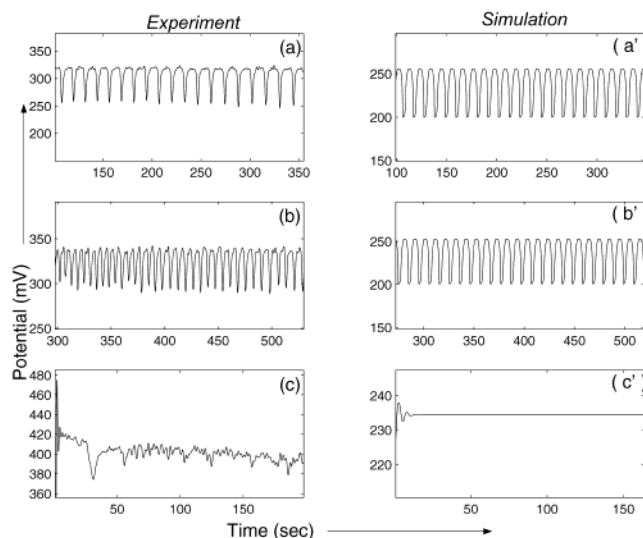 Experiment
Simulation
(a)
350
300
250
200
150 200 250 300 350
( a'
250
200
150
100 150 200 250 300
(b)
350
300
250
300 350 400 450 500
( b'
250
200
150
300 350 400 450 500
(c)
480
460
440
420
400
380
360
50 100 150
( c' )
240
230
220
50 100 150
Potential (mV)
Time (sec)